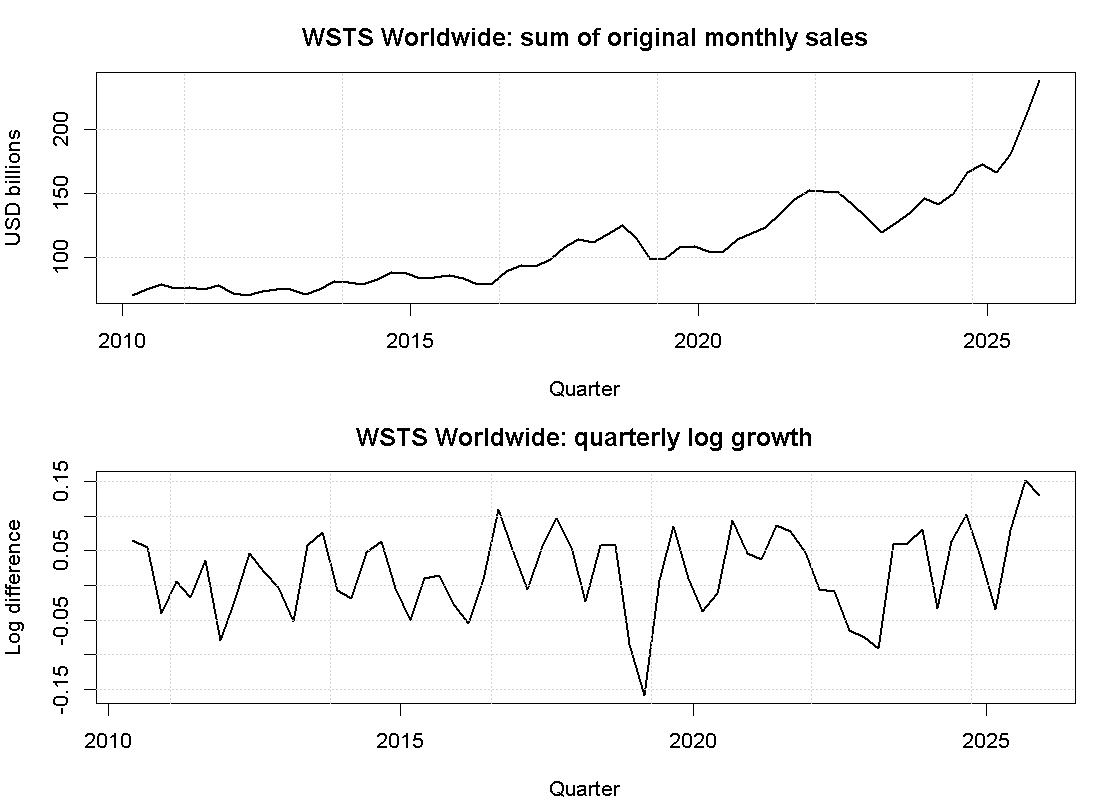 WSTS Worldwide: sum of original monthly sales
USD billions
200
150
100
2010 2015 2020 2025
Quarter
WSTS Worldwide: quarterly log growth
Log difference
0.15
0.05
-0.05
-0.15
2010 2015 2020 2025
Quarter